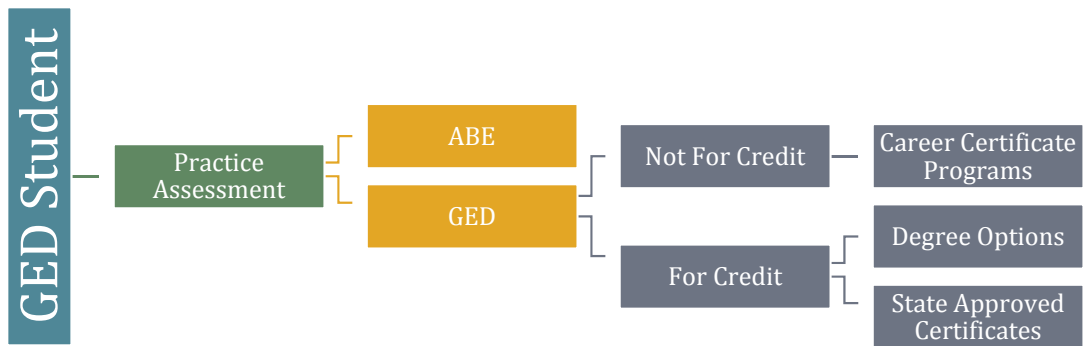 GED Student
Practice
Assessment
ABE
GED
Not For Credit
For Credit
Career Certificate
Programs
Degree Options
State Approved
Certificates